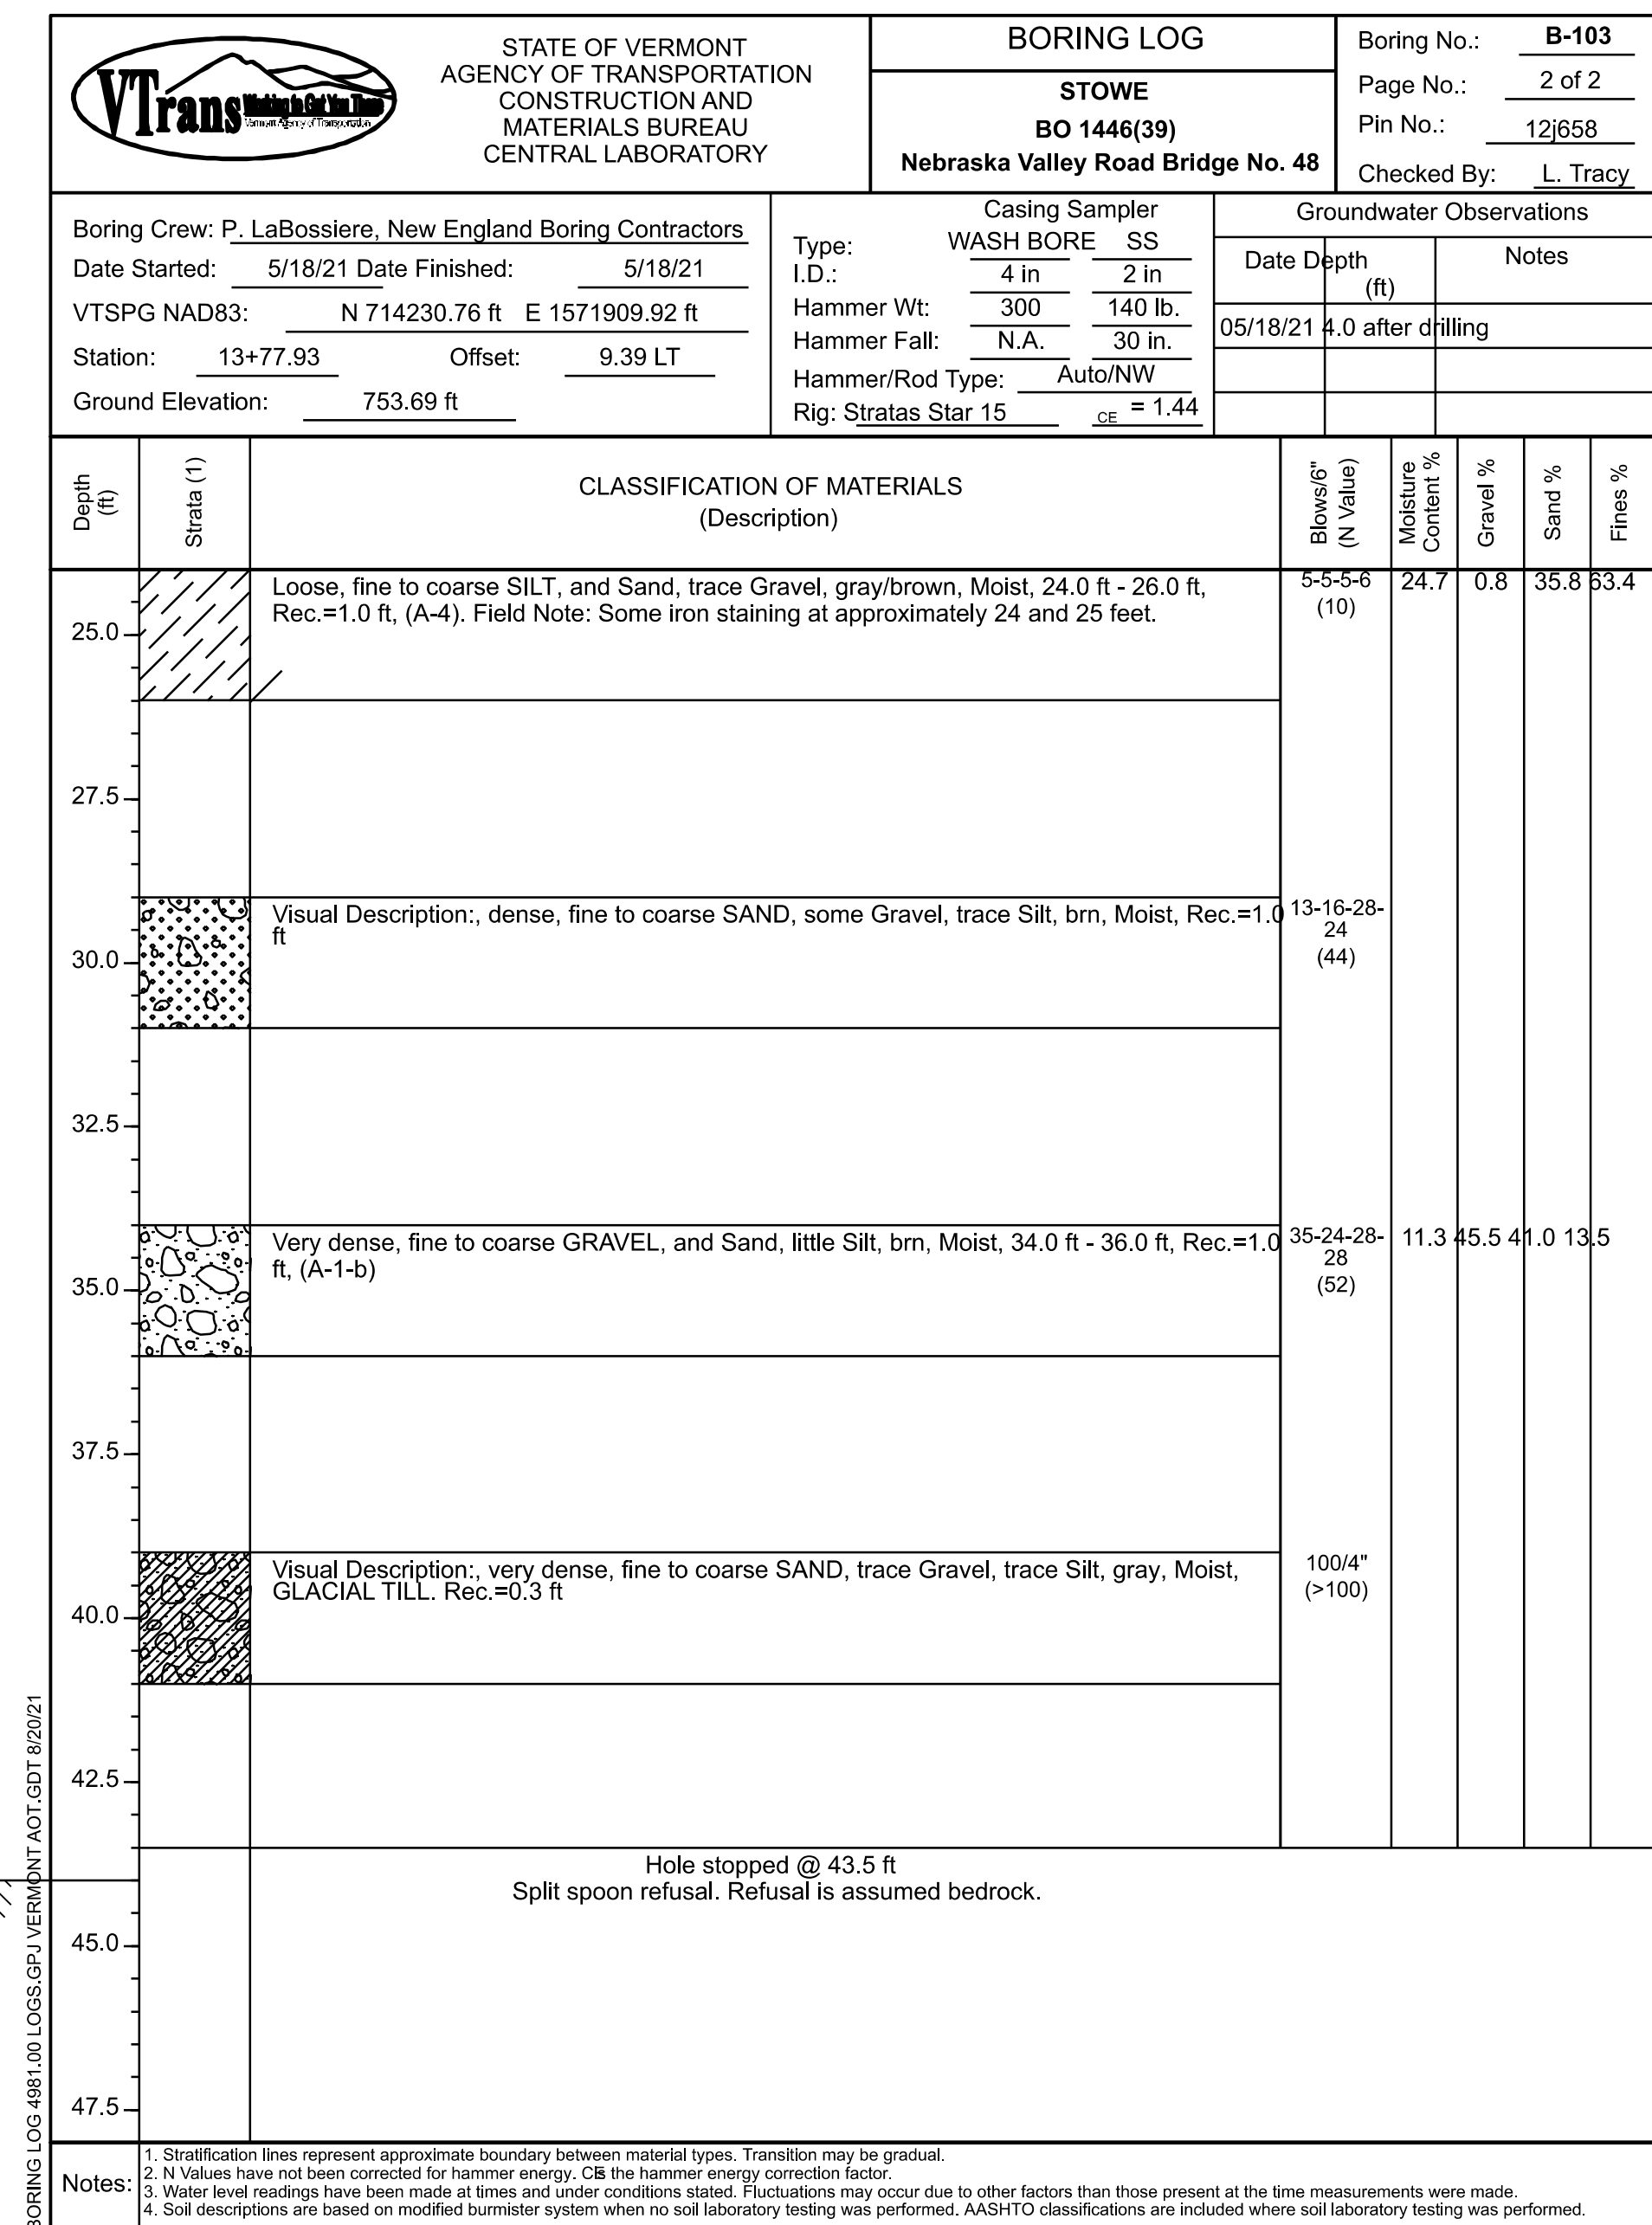 VTrans Working to Get You There
Vermont Agency of Transportation
STATE OF VERMONT
AGENCY OF TRANSPORTATION
CONSTRUCTION AND
MATERIALS BUREAU
CENTRAL LABORATORY
BORING LOG
STOWE
BO 1446(39)
Nebraska Valley Road Bridge No. 48
Boring No.: B-103
Page No.: 2 of 2
Pin No.: 12j658
Checked By: L. Tracy
Boring Crew: P. LaBossiere, New England Boring Contractors
Date Started: 5/18/21 Date Finished: 5/18/21
VTSPG NAD83: N 714230.76 ft E 1571909.92 ft
Station: 13+77.93 Offset: 9.39 LT
Ground Elevation: 753.69 ft
Casing Sampler
Type: WASH BORE SS
I.D.: 4 in 2 in
Hammer Wt: 300 140 lb.
Hammer Fall: N.A. 30 in.
Hammer/Rod Type: Auto/NW
Rig: Stratas Star 15 CE = 1.44
Groundwater Observations
Date Depth Notes
(ft)
05/18/21 4.0 after drilling
Depth
(ft)
Strata (1)
CLASSIFICATION OF MATERIALS
(Description)
Blows/6"
(N Value)
Moisture
Content %
Gravel %
Sand %
Fines %
Loose, fine to coarse SILT, and Sand, trace Gravel, gray/brown, Moist, 24.0 ft - 26.0 ft, 5-5-5-6 24.7 0.8 35.8 63.4
Rec.=1.0 ft, (A-4). Field Note: Some iron staining at approximately 24 and 25 feet. (10)
25.0
27.5
Visual Description:, dense, fine to coarse SAND, some Gravel, trace Silt, brn, Moist, Rec.=1.0 13-16-28-
ft 24
30.0 (44)
32.5
Very dense, fine to coarse GRAVEL, and Sand, little Silt, brn, Moist, 34.0 ft - 36.0 ft, Rec.=1.0 35-24-28- 11.3 45.5 41.0 13.5
ft, (A-1-b) 28
35.0 (52)
37.5
Visual Description:, very dense, fine to coarse SAND, trace Gravel, trace Silt, gray, Moist, 100/4"
GLACIAL TILL. Rec.=0.3 ft (>100)
40.0
42.5
Hole stopped @ 43.5 ft
Split spoon refusal. Refusal is assumed bedrock.
45.0
47.5
BORING LOG 4981.00 LOGS.GPJ VERMONT AOT.GDT 8/20/21
Notes:
1. Stratification lines represent approximate boundary between material types. Transition may be gradual.
2. N Values have not been corrected for hammer energy. CE is the hammer energy correction factor.
3. Water level readings have been made at times and under conditions stated. Fluctuations may occur due to other factors than those present at the time measurements were made.
4. Soil descriptions are based on modified burmister system when no soil laboratory testing was performed. AASHTO classifications are included where soil laboratory testing was performed.